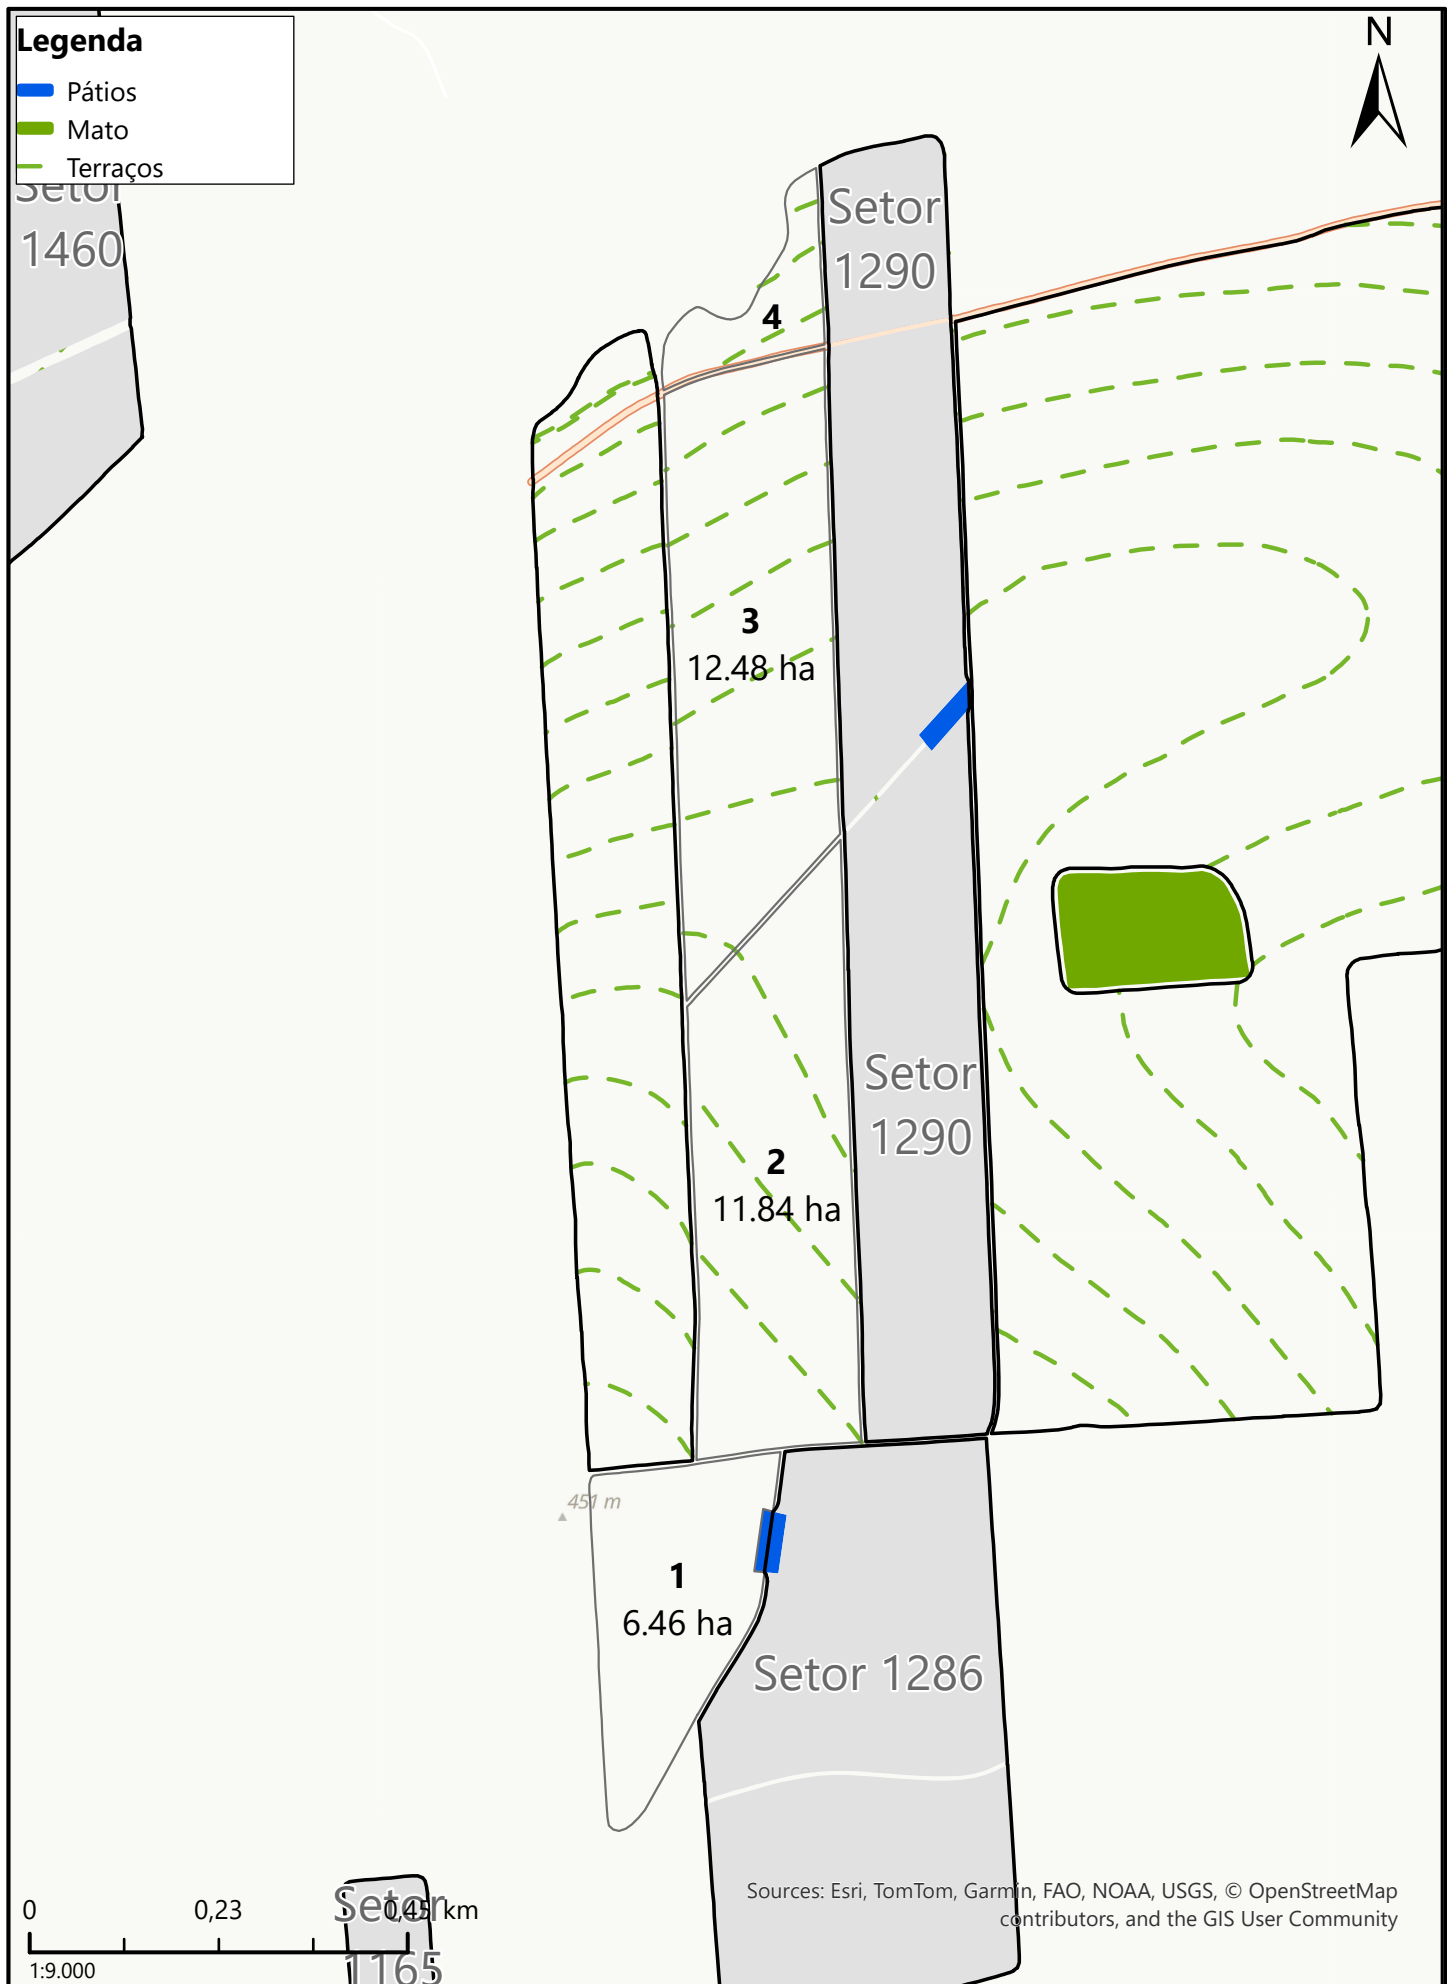 Legenda
Pátios
Mato
Terraços
N
Setor
1460
Setor
1290
4
3
12.48 ha
Setor
1290
2
11.84 ha
451 m
1
6.46 ha
Setor 1286
Sources: Esri, TomTom, Garmin, FAO, NOAA, USGS, © OpenStreetMap
contributors, and the GIS User Community
Setor
1165
0 0,23 0,45 km
1:9.000